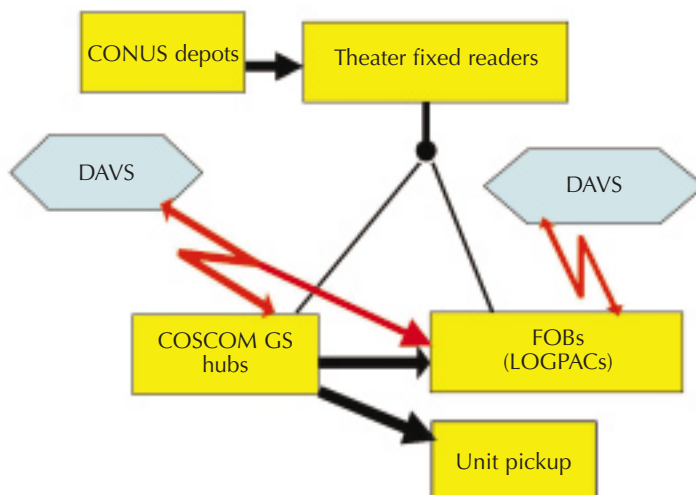 CONUS depots
Theater fixed readers
DAVS
DAVS
COSCOM GS
hubs
FOBs
(LOGPACs)
Unit pickup